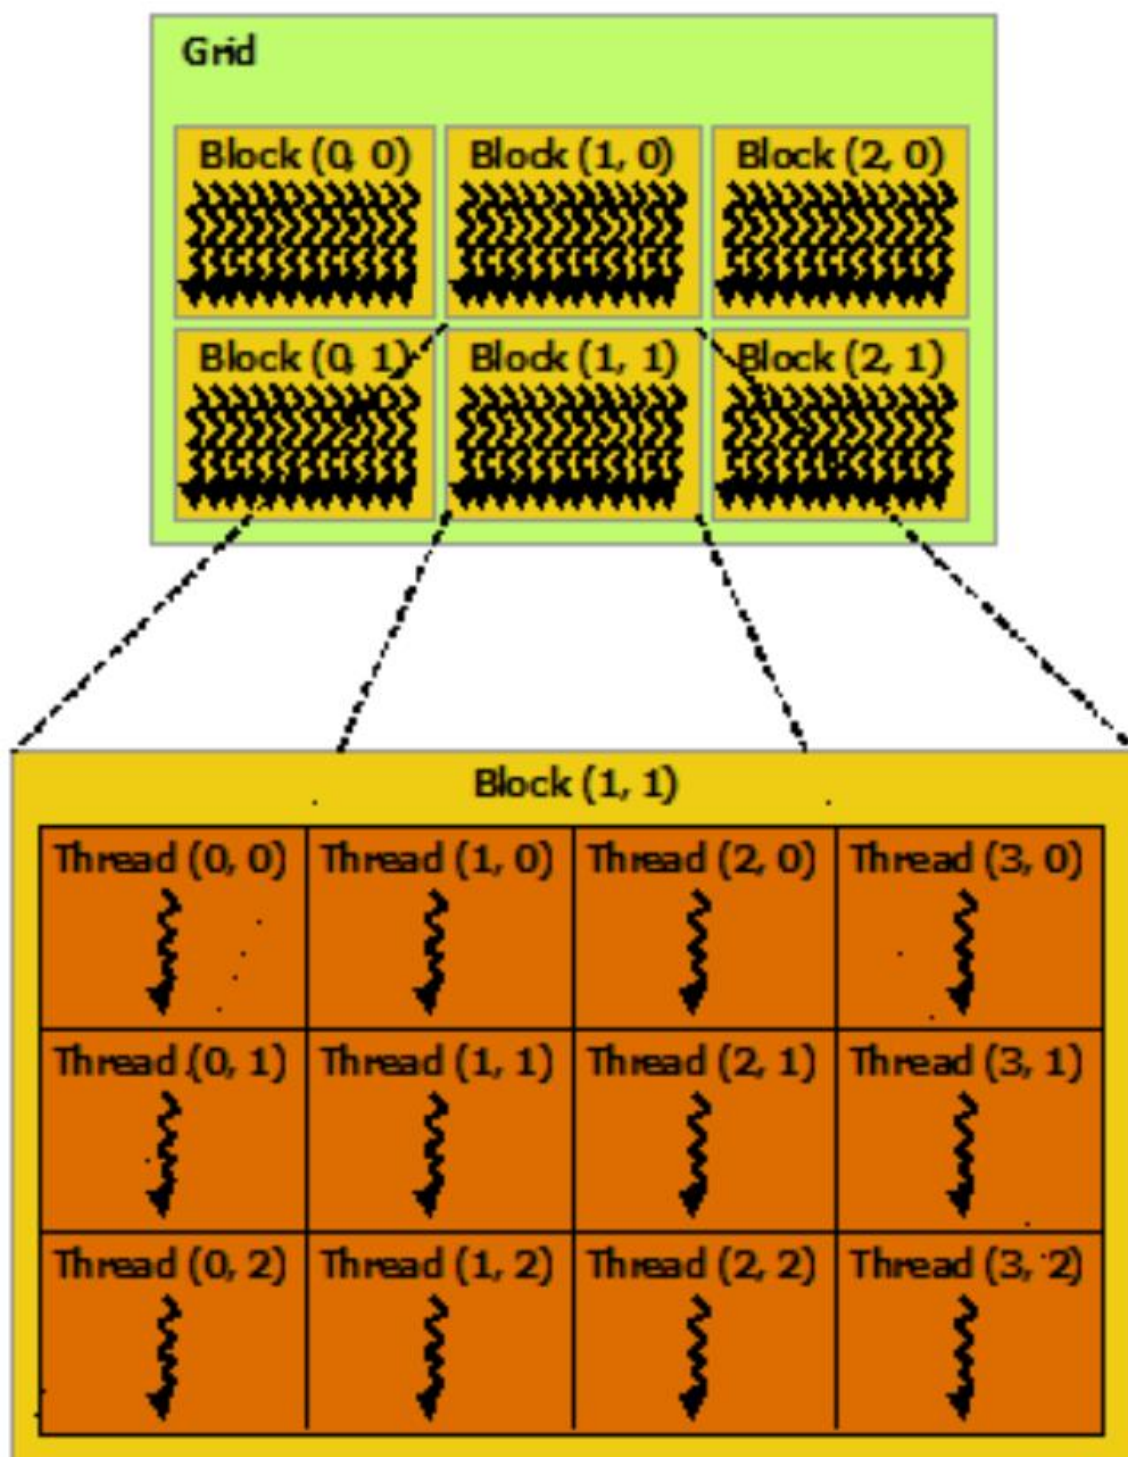 Grid
Block (0, 0) Block (1, 0) Block (2, 0)
Block (0, 1) Block (1, 1) Block (2, 1)
Block (1, 1)
Thread (0, 0) Thread (1, 0) Thread (2, 0) Thread (3, 0)
Thread (0, 1) Thread (1, 1) Thread (2, 1) Thread (3, 1)
Thread (0, 2) Thread (1, 2) Thread (2, 2) Thread (3, 2)